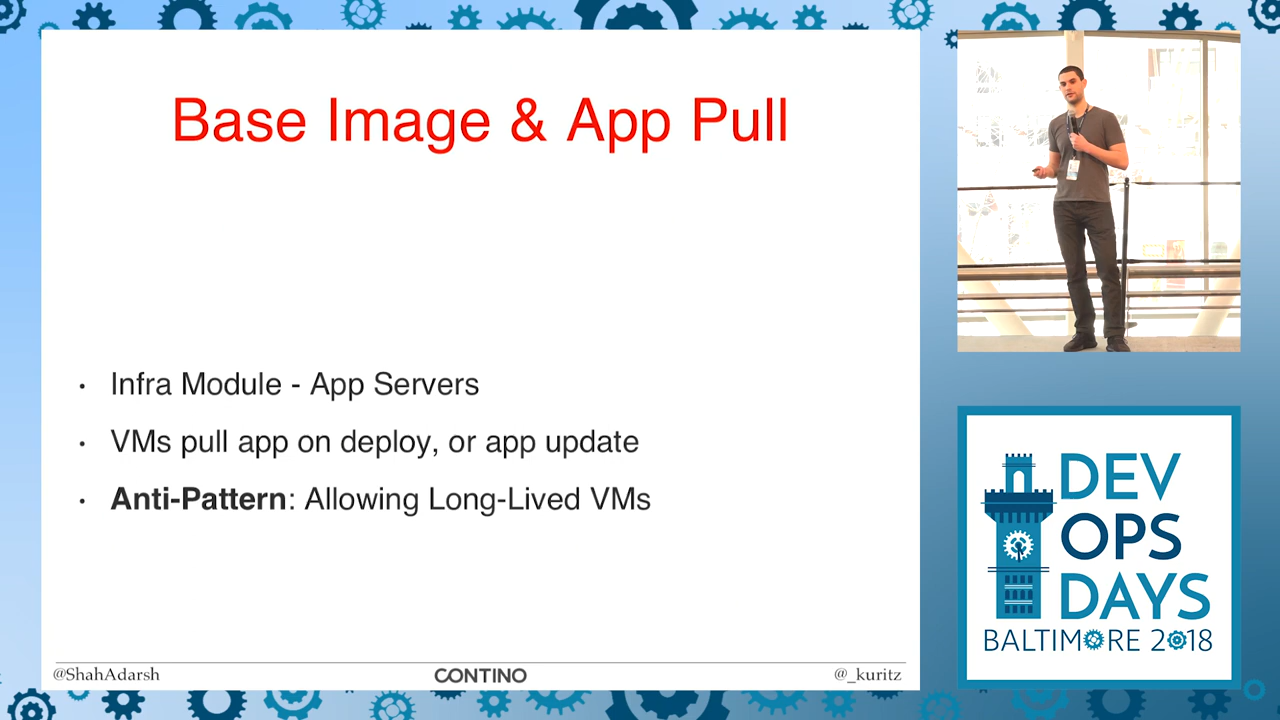 Base Image & App Pull
• Infra Module - App Servers
• VMs pull app on deploy, or app update
• Anti-Pattern: Allowing Long-Lived VMs
@ShahAdarsh
CONTINO
@_kuritz
DEV
OPS
DAYS
BALTIMORE 2018